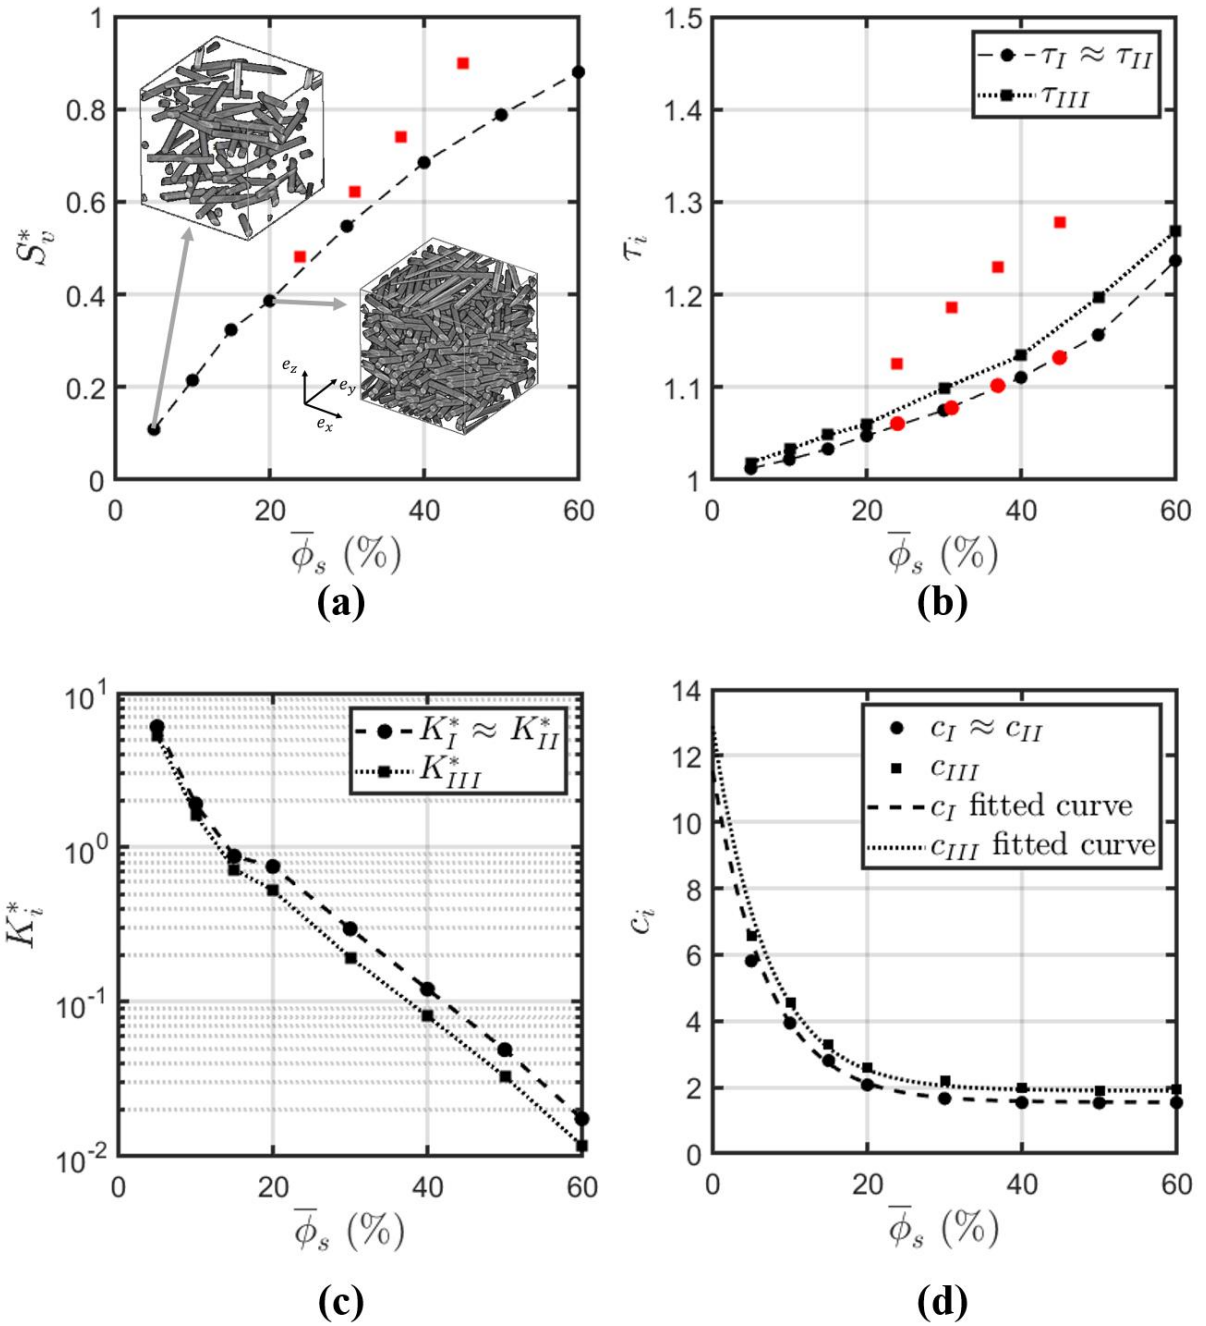 1
0.8
0.6
0.4
0.2
0
0
20
40
60
S*v
ϕ̅s (%)
ez
ey
ex
(a)
1.5
1.4
1.3
1.2
1.1
1
0
20
40
60
τi
ϕ̅s (%)
τI ≈ τII
τIII
(b)
10^1
10^0
10^-1
10^-2
0
20
40
60
K*i
ϕ̅s (%)
K*I ≈ K*II
K*III
(c)
14
12
10
8
6
4
2
0
0
20
40
60
ci
ϕ̅s (%)
cI ≈ cII
cIII
cI fitted curve
cIII fitted curve
(d)